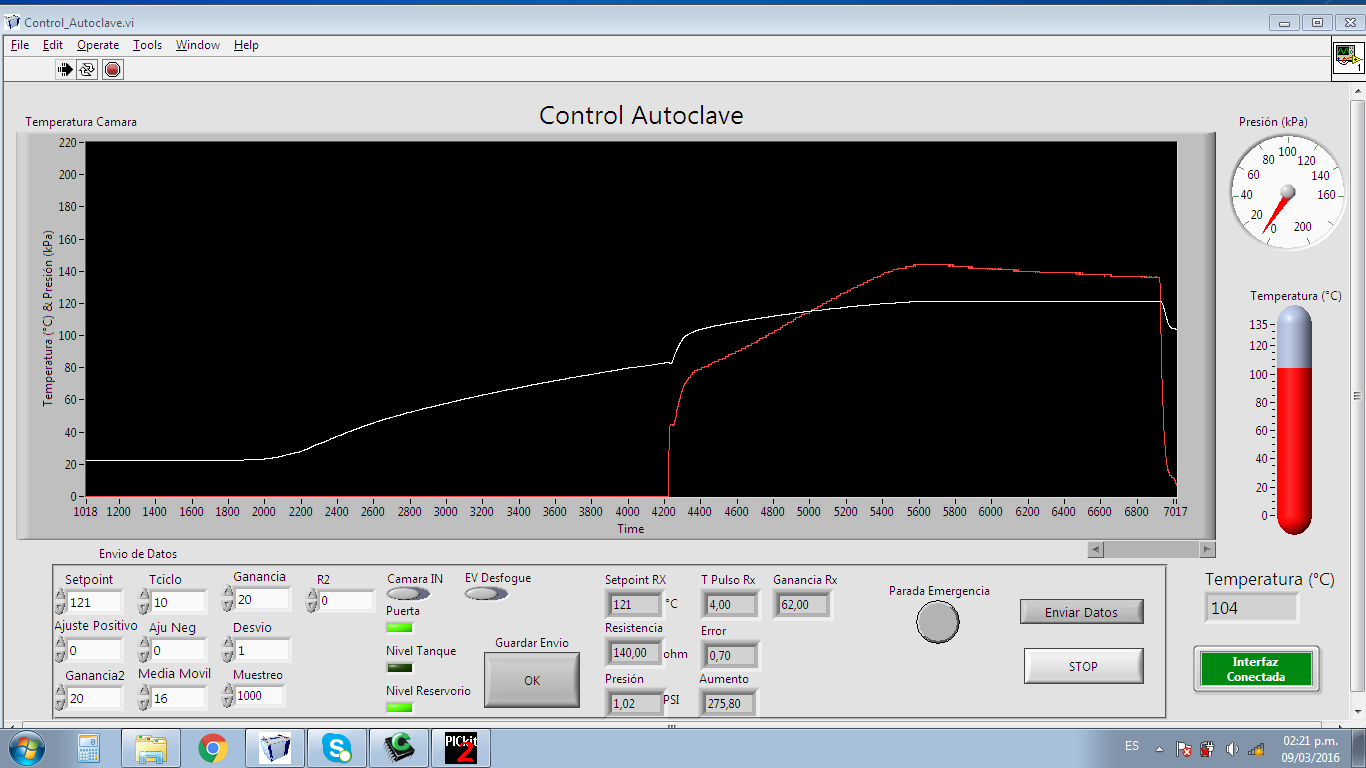 Control_Autoclave.vi
File Edit Operate Tools Window Help
1
Control Autoclave
Temperatura Camara
Temperatura (°C) & Presión (kPa)
220
200
180
160
140
120
100
80
60
40
20
0
1018 1200 1400 1600 1800 2000 2200 2400 2600 2800 3000 3200 3400 3600 3800 4000 4200 4400 4600 4800 5000 5200 5400 5600 5800 6000 6200 6400 6600 6800 7017
Time
Presión (kPa)
0 20 40 60 80 100 120 140 160 200
Temperatura (°C)
135
120
100
80
60
40
20
0
Temperatura (°C)
104
Interfaz
Conectada
Envio de Datos
Setpoint Tciclo Ganancia R2
121 10 20 0
Ajuste Positivo Aju Neg Desvio
0 0 1
Ganancia2 Media Movil Muestreo
20 16 1000
Camara IN EV Desfogue
Puerta
Nivel Tanque
Nivel Reservorio
Guardar Envio
OK
Setpoint RX T Pulso Rx Ganancia Rx
121 °C 4,00 62,00
Resistencia Error
140,00 ohm 0,70
Presión Aumento
1,02 PSI 275,80
Parada Emergencia
Enviar Datos
STOP
PICkit
2
ES
02:21 p.m.
09/03/2016